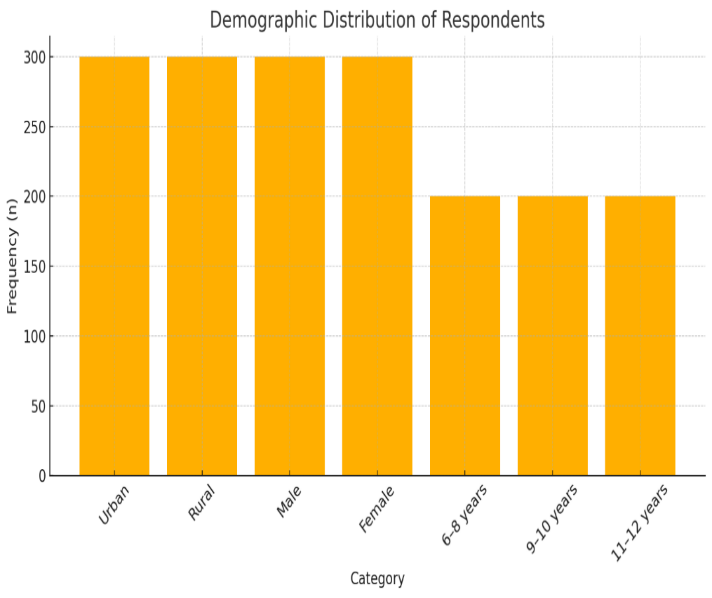 Demographic Distribution of Respondents
300
250
200
150
100
50
0
Frequency (n)
Urban
Rural
Male
Female
6–8 years
9–10 years
11–12 years
Category